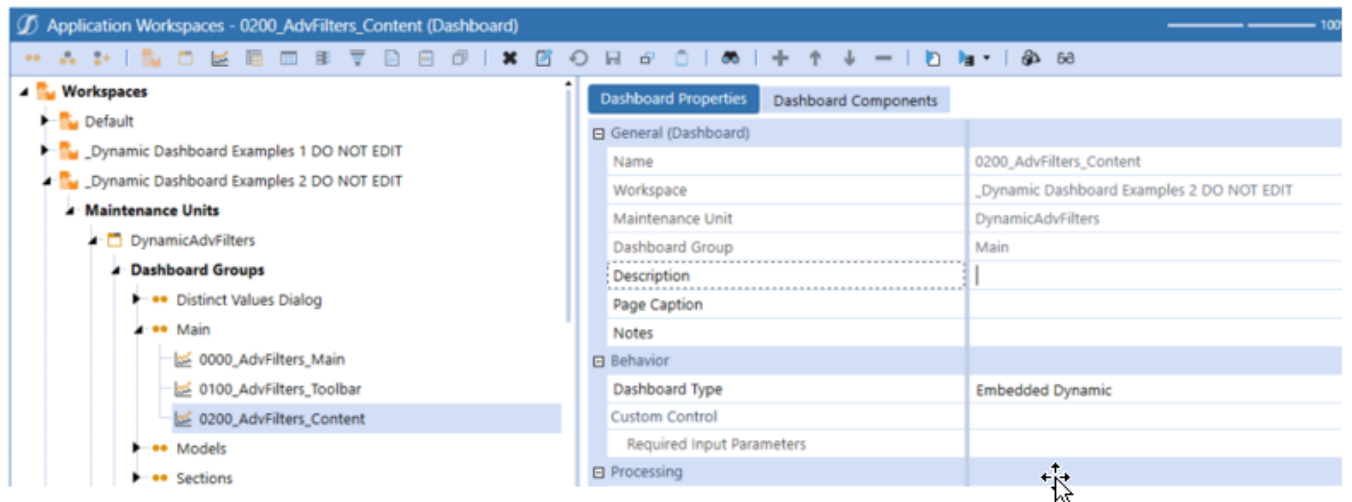 Application Workspaces - 0200_AdvFilters_Content (Dashboard)
100
Workspaces
Default
_Dynamic Dashboard Examples 1 DO NOT EDIT
_Dynamic Dashboard Examples 2 DO NOT EDIT
Maintenance Units
DynamicAdvFilters
Dashboard Groups
Distinct Values Dialog
Main
0000_AdvFilters_Main
0100_AdvFilters_Toolbar
0200_AdvFilters_Content
Models
Sections
Dashboard Properties Dashboard Components
General (Dashboard)
Name 0200_AdvFilters_Content
Workspace _Dynamic Dashboard Examples 2 DO NOT EDIT
Maintenance Unit DynamicAdvFilters
Dashboard Group Main
Description
Page Caption
Notes
Behavior
Dashboard Type Embedded Dynamic
Custom Control
Required Input Parameters
Processing